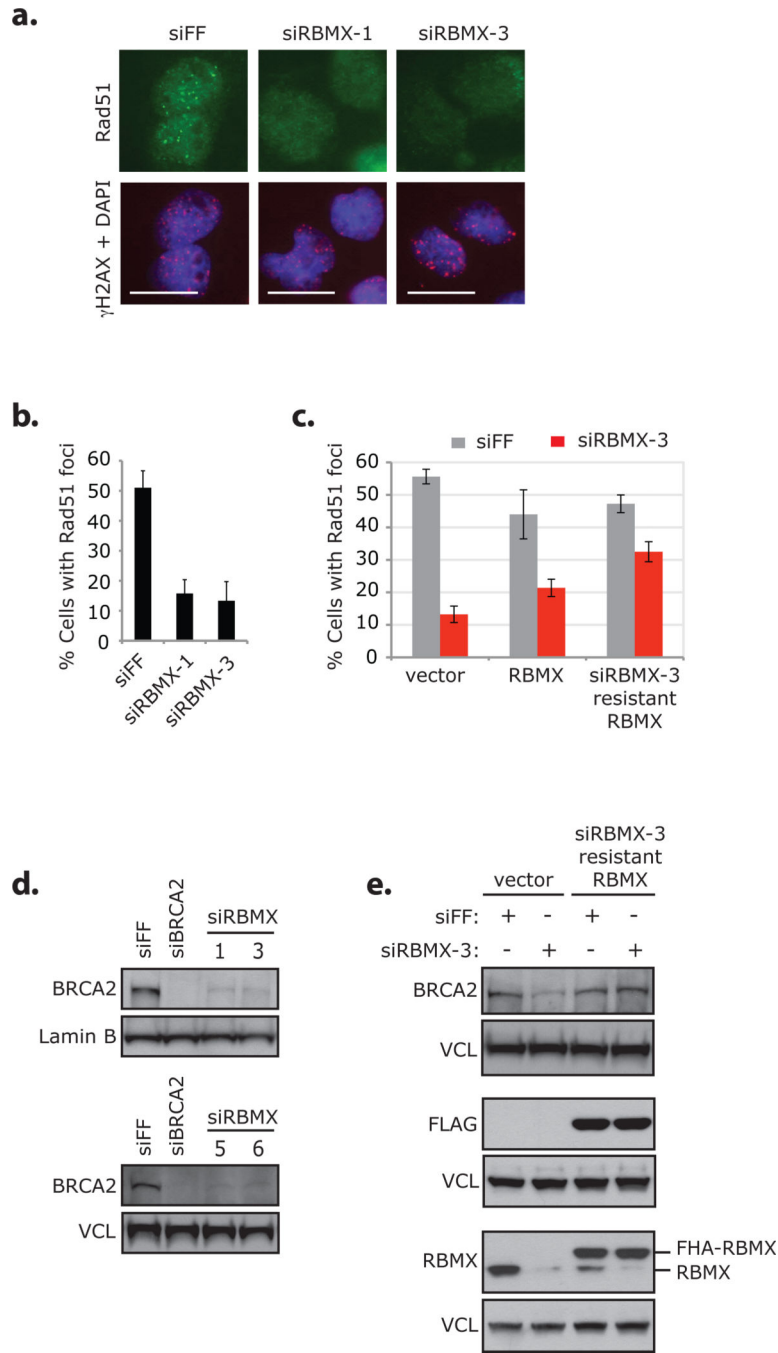 a.
siFF siRBMX-1 siRBMX-3
Rad51
γH2AX + DAPI
b.
% Cells with Rad51 foci
60
50
40
30
20
10
0
siFF
siRBMX-1
siRBMX-3
c.
siFF siRBMX-3
% Cells with Rad51 foci
60
50
40
30
20
10
0
vector RBMX siRBMX-3
resistant
RBMX
d.
siFF siBRCA2 siRBMX
1 3
BRCA2
Lamin B
siFF siBRCA2 siRBMX
5 6
BRCA2
VCL
e.
siRBMX-3
resistant
vector RBMX
siFF: + - + -
siRBMX-3: - + - +
BRCA2
VCL
FLAG
VCL
RBMX FHA-RBMX
RBMX
VCL